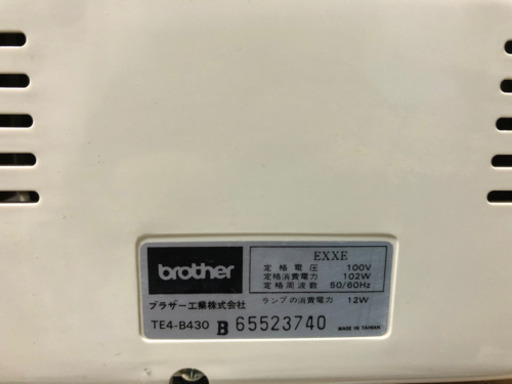 brother
EXXE
定格電圧 100V
定格消費電力 102W
定格周波数 50/60Hz
ブラザー工業株式会社
ランプの消費電力 12W
TE4-B430 B 65523740
MADE IN TAIWAN